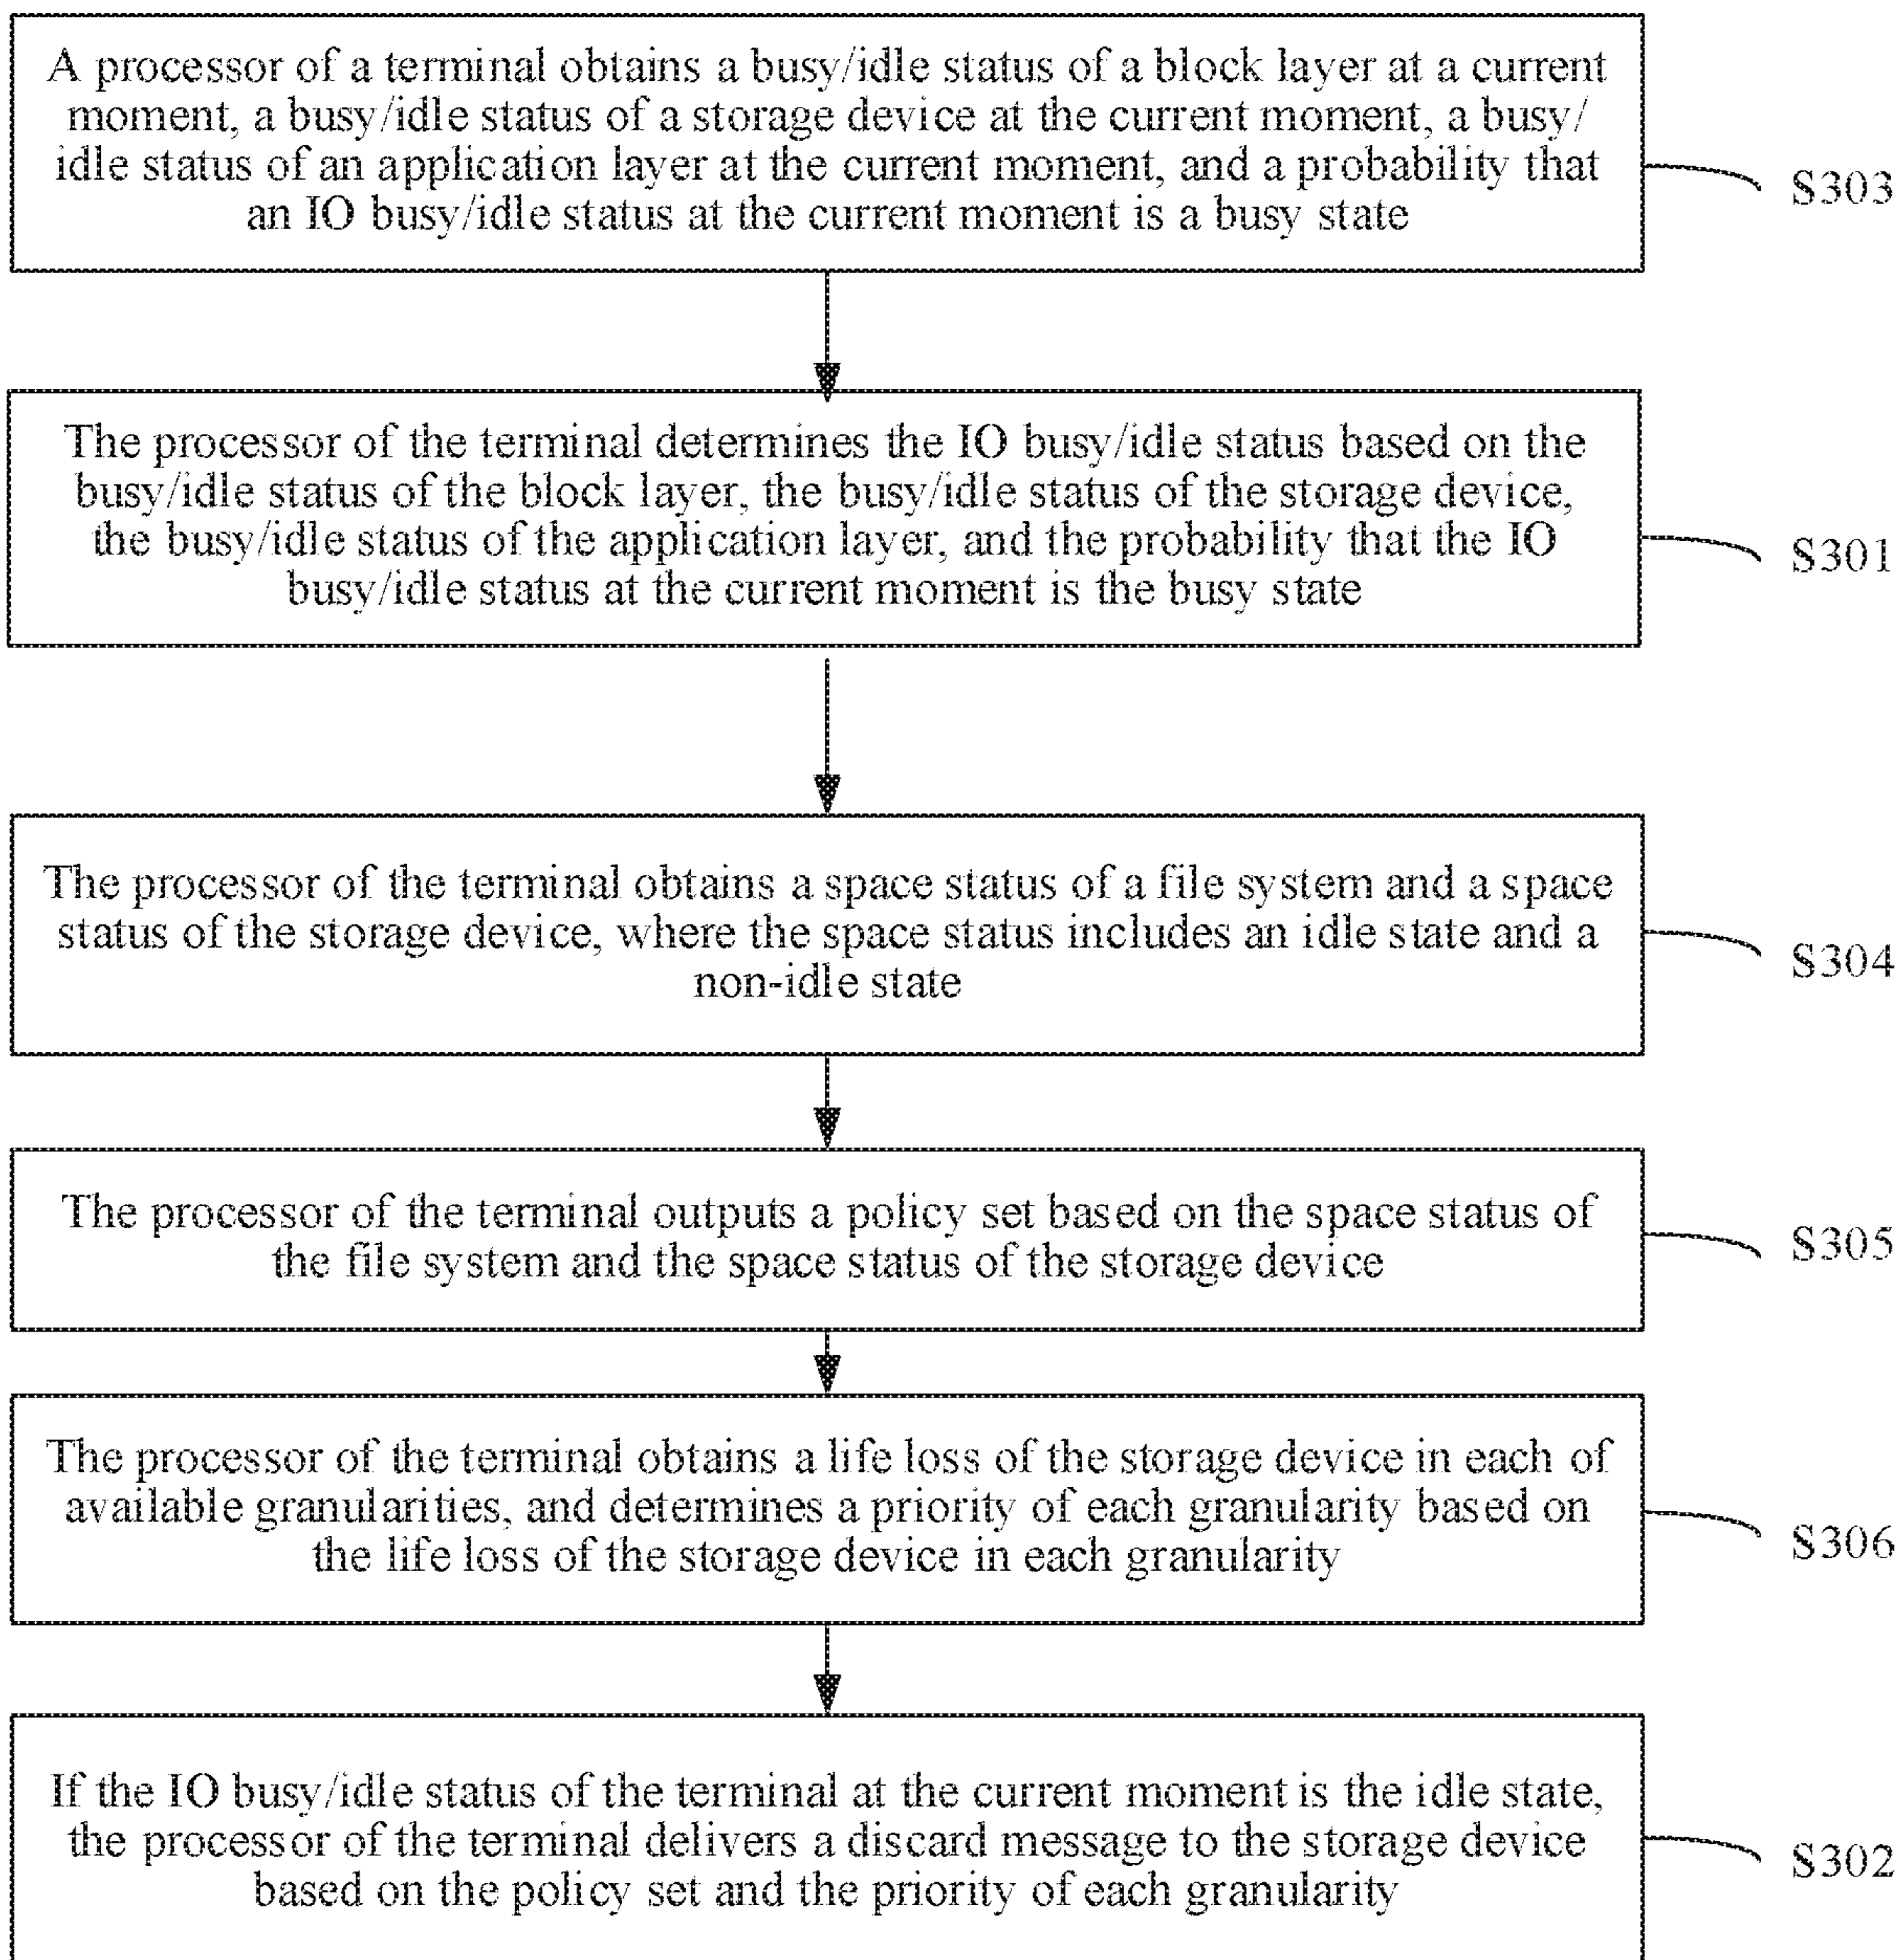 A processor of a terminal obtains a busy/idle status of a block layer at a current
moment, a busy/idle status of a storage device at the current moment, a busy/
idle status of an application layer at the current moment, and a probability that
an IO busy/idle status at the current moment is a busy state
S303
The processor of the terminal determines the IO busy/idle status based on the
busy/idle status of the block layer, the busy/idle status of the storage device,
the busy/idle status of the application layer, and the probability that the IO
busy/idle status at the current moment is the busy state
S301
The processor of the terminal obtains a space status of a file system and a space
status of the storage device, where the space status includes an idle state and a
non-idle state
S304
The processor of the terminal outputs a policy set based on the space status of
the file system and the space status of the storage device
S305
The processor of the terminal obtains a life loss of the storage device in each of
available granularities, and determines a priority of each granularity based on
the life loss of the storage device in each granularity
S306
If the IO busy/idle status of the terminal at the current moment is the idle state,
the processor of the terminal delivers a discard message to the storage device
based on the policy set and the priority of each granularity
S302